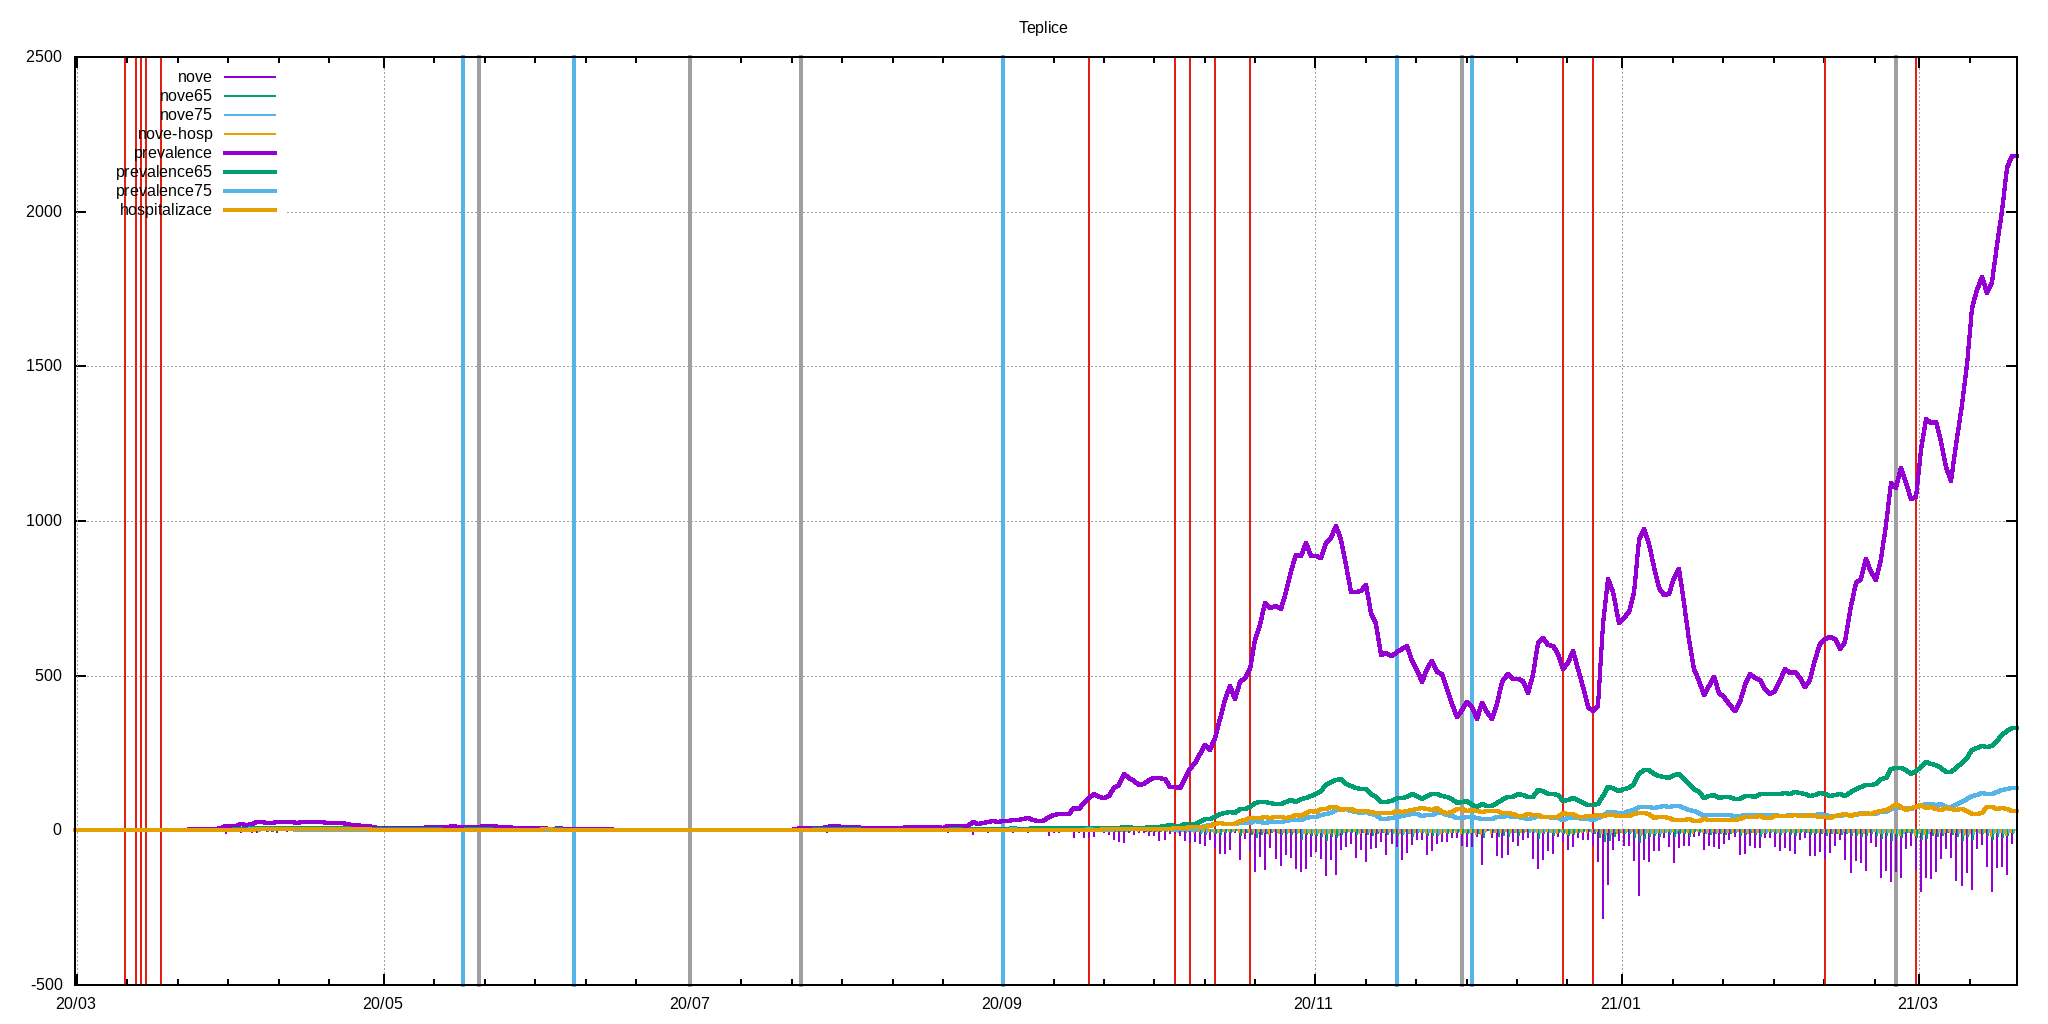 Teplice
2500
nove
nove65
nove75
nove-hosp
prevalence
prevalence65
prevalence75
hospitalizace
2000
1500
1000
500
0
-500
20/03 20/05 20/07 20/09 20/11 21/01 21/03